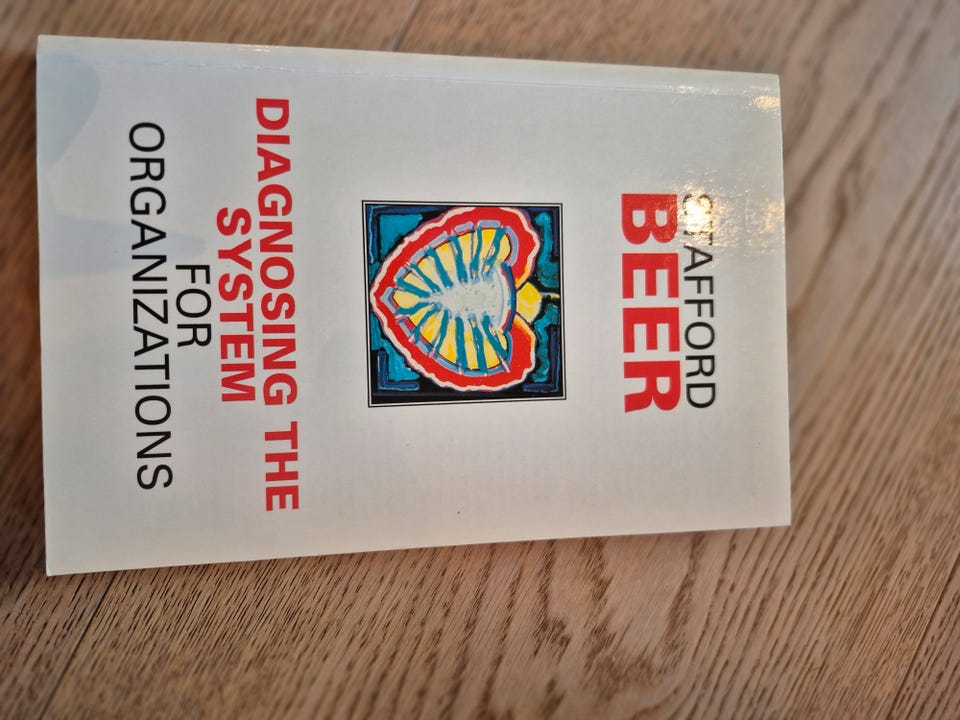 STAFFORD
BEER
DIAGNOSING THE
SYSTEM
FOR
ORGANIZATIONS